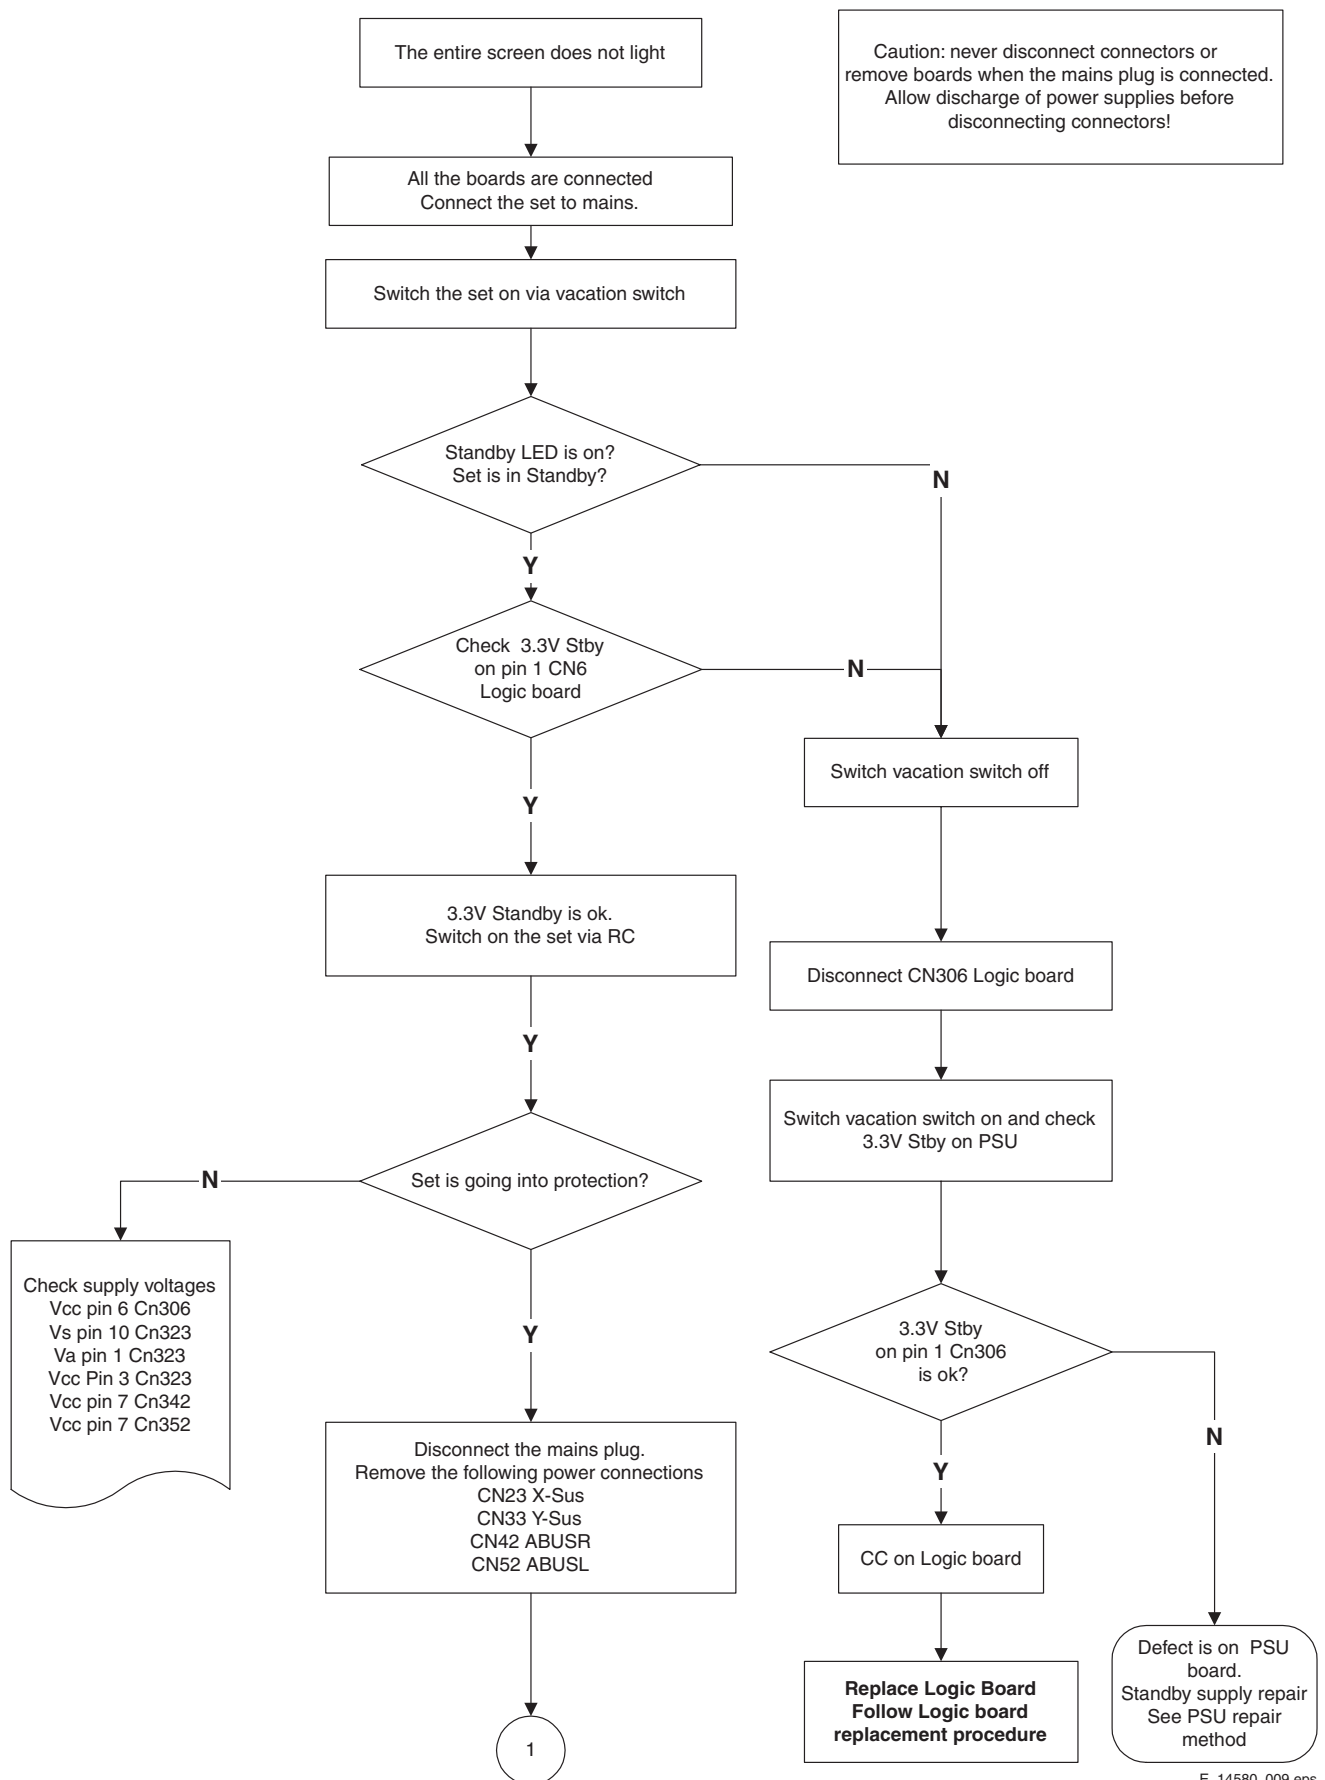 The entire screen does not light
Caution: never disconnect connectors or
remove boards when the mains plug is connected.
Allow discharge of power supplies before
disconnecting connectors!
All the boards are connected
Connect the set to mains.
Switch the set on via vacation switch
Standby LED is on?
Set is in Standby?
N
Y
Check 3.3V Stby
on pin 1 CN6
Logic board
N
Switch vacation switch off
Y
3.3V Standby is ok.
Switch on the set via RC
Disconnect CN306 Logic board
Y
Switch vacation switch on and check
3.3V Stby on PSU
Set is going into protection?
N
Check supply voltages
Vcc pin 6 Cn306
Vs pin 10 Cn323
Va pin 1 Cn323
Vcc Pin 3 Cn323
Vcc pin 7 Cn342
Vcc pin 7 Cn352
Y
3.3V Stby
on pin 1 Cn306
is ok?
N
Y
Disconnect the mains plug.
Remove the following power connections
CN23 X-Sus
CN33 Y-Sus
CN42 ABUSR
CN52 ABUSL
CC on Logic board
Replace Logic Board
Follow Logic board
replacement procedure
Defect is on PSU
board.
Standby supply repair
See PSU repair
method
1
E_14580_009.eps